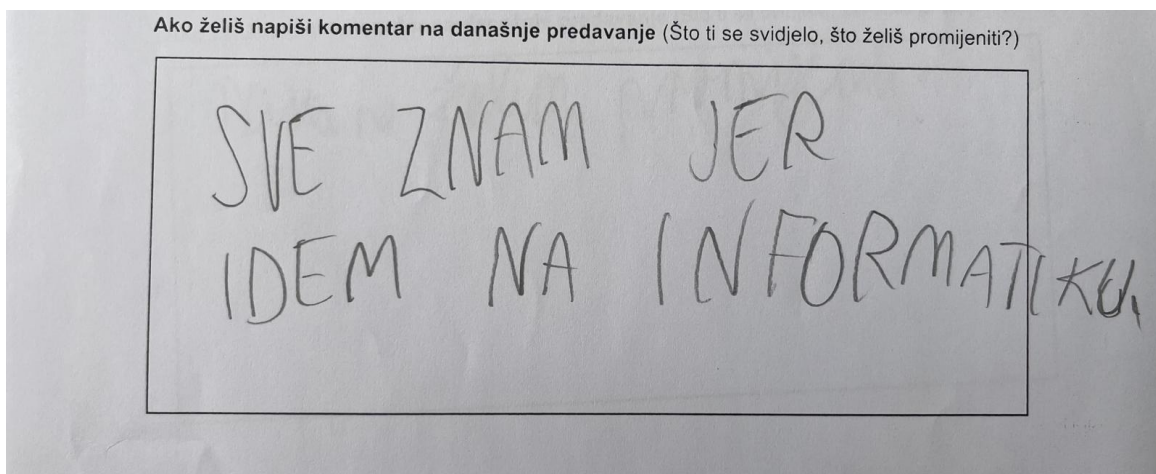 Ako želiš napiši komentar na današnje predavanje (Što ti se svidjelo, što želiš promijeniti?)
SVE ZNAM JER
IDEM NA INFORMATIKU.